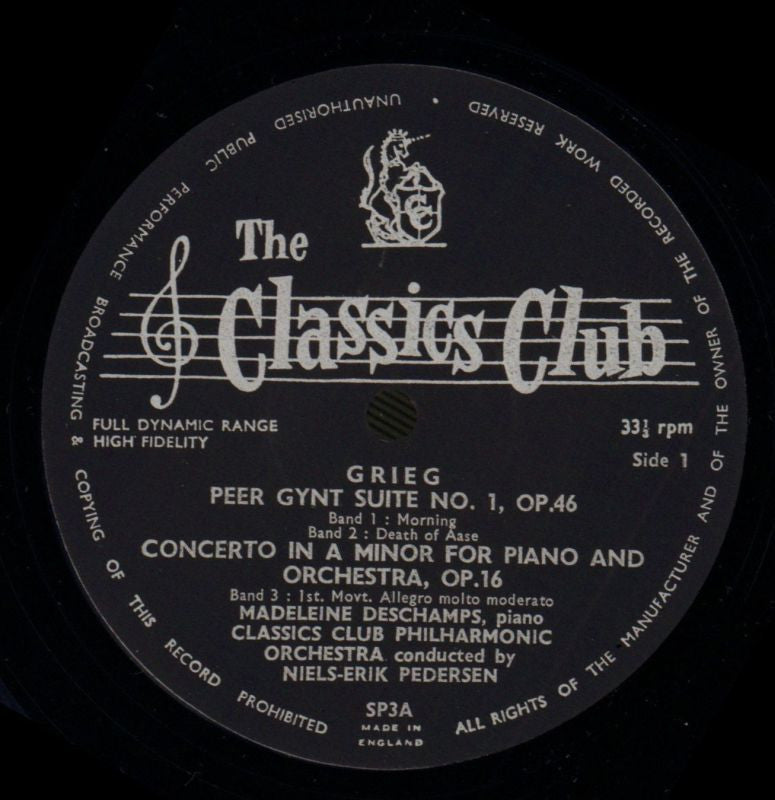 The
Classics Club
CC
FULL DYNAMIC RANGE
HIGH FIDELITY
33⅓ rpm
Side 1
GRIEG
PEER GYNT SUITE NO. 1, OP.46
Band 1 : Morning
Band 2 : Death of Åase
CONCERTO IN A MINOR FOR PIANO AND
ORCHESTRA, OP.16
Band 3 : 1st. Movt. Allegro molto moderato
MADELEINE DESCHAMPS, piano
CLASSICS CLUB PHILHARMONIC
ORCHESTRA conducted by
NIELS-ERIK PEDERSEN
SP3A
MADE IN
ENGLAND
ALL RIGHTS OF THE MANUFACTURER AND OF THE OWNER OF THE RECORDED WORK RESERVED • UNAUTHORISED PUBLIC PERFORMANCE BROADCASTING & COPYING OF THIS RECORD PROHIBITED